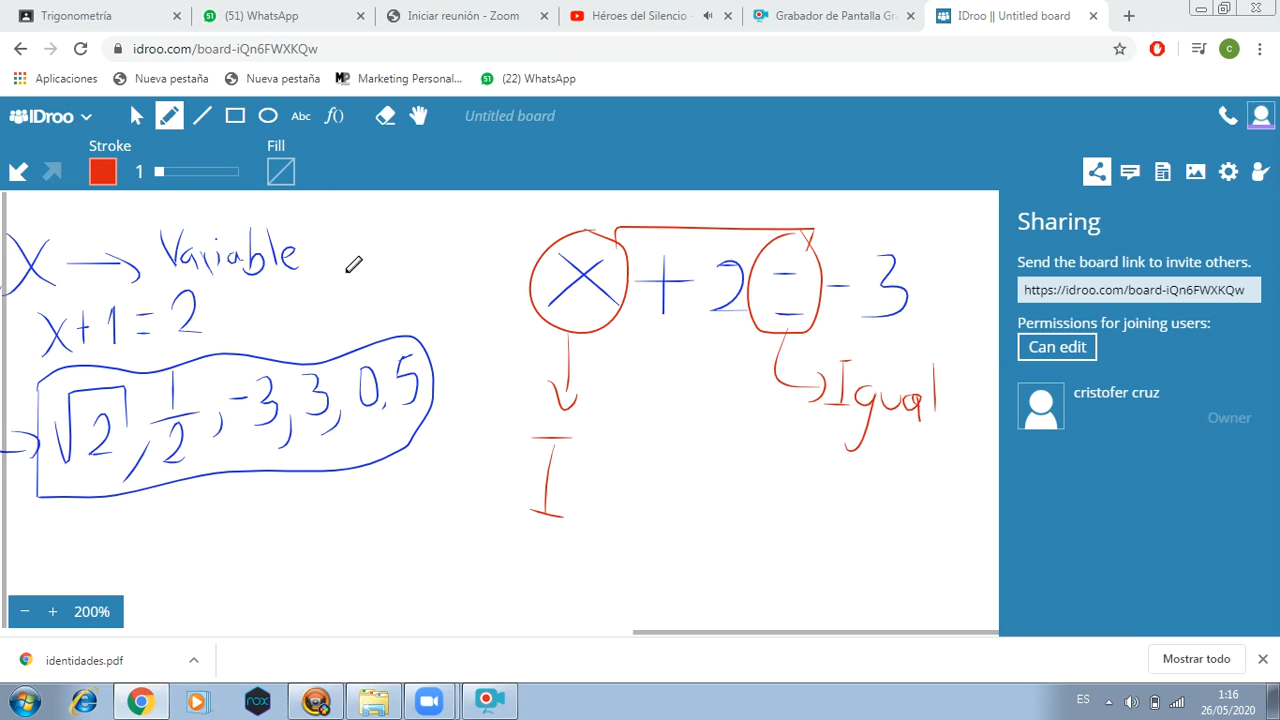 Trigonometría
(51) WhatsApp
Iniciar reunión - Zoom
Héroes del Silencio -
Grabador de Pantalla Gr
IDroo || Untitled board
idroo.com/board-iQn6FWXKQw
Aplicaciones
Nueva pestaña
Nueva pestaña
Marketing Personal...
(22) WhatsApp
IDroo
Abc
f()
Untitled board
Stroke
Fill
1
X → Variable
x+1=2
√2, 1/2, -3, 3, 0,5
X + 2 = -3
Igual
I
Sharing
Send the board link to invite others.
https://idroo.com/board-iQn6FWXKQw
Permissions for joining users:
Can edit
cristofer cruz
Owner
200%
identidades.pdf
Mostrar todo
ES
1:16
26/05/2020